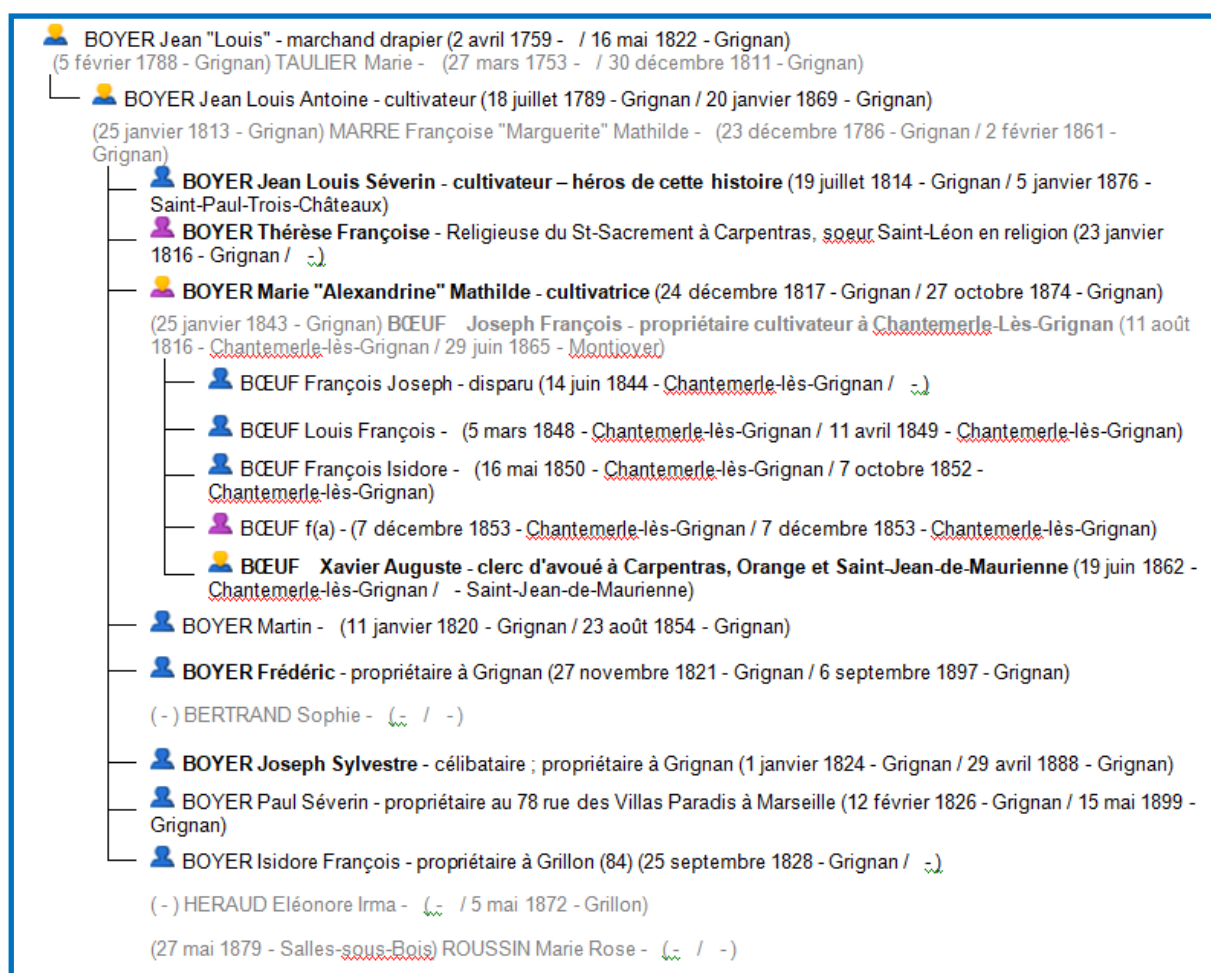 BOYER Jean "Louis" - marchand drapier (2 avril 1759 - / 16 mai 1822 - Grignan)
(5 février 1788 - Grignan) TAULIER Marie - (27 mars 1753 - / 30 décembre 1811 - Grignan)
BOYER Jean Louis Antoine - cultivateur (18 juillet 1789 - Grignan / 20 janvier 1869 - Grignan)
(25 janvier 1813 - Grignan) MARRE Françoise "Marguerite" Mathilde - (23 décembre 1786 - Grignan / 2 février 1861 -
Grignan)
BOYER Jean Louis Séverin - cultivateur – héros de cette histoire (19 juillet 1814 - Grignan / 5 janvier 1876 -
Saint-Paul-Trois-Châteaux)
BOYER Thérèse Françoise - Religieuse du St-Sacrement à Carpentras, soeur Saint-Léon en religion (23 janvier
1816 - Grignan / -)
BOYER Marie "Alexandrine" Mathilde - cultivatrice (24 décembre 1817 - Grignan / 27 octobre 1874 - Grignan)
(25 janvier 1843 - Grignan) BŒUF Joseph François - propriétaire cultivateur à Chantemerle-Lès-Grignan (11 août
1816 - Chantemerle-lès-Grignan / 29 juin 1865 - Montjoyer)
BŒUF François Joseph - disparu (14 juin 1844 - Chantemerle-lès-Grignan / -)
BŒUF Louis François - (5 mars 1848 - Chantemerle-lès-Grignan / 11 avril 1849 - Chantemerle-lès-Grignan)
BŒUF François Isidore - (16 mai 1850 - Chantemerle-lès-Grignan / 7 octobre 1852 -
Chantemerle-lès-Grignan)
BŒUF f(a) - (7 décembre 1853 - Chantemerle-lès-Grignan / 7 décembre 1853 - Chantemerle-lès-Grignan)
BŒUF Xavier Auguste - clerc d'avoué à Carpentras, Orange et Saint-Jean-de-Maurienne (19 juin 1862 -
Chantemerle-lès-Grignan / - Saint-Jean-de-Maurienne)
BOYER Martin - (11 janvier 1820 - Grignan / 23 août 1854 - Grignan)
BOYER Frédéric - propriétaire à Grignan (27 novembre 1821 - Grignan / 6 septembre 1897 - Grignan)
( - ) BERTRAND Sophie - ( - / - )
BOYER Joseph Sylvestre - célibataire ; propriétaire à Grignan (1 janvier 1824 - Grignan / 29 avril 1888 - Grignan)
BOYER Paul Séverin - propriétaire au 78 rue des Villas Paradis à Marseille (12 février 1826 - Grignan / 15 mai 1899 -
Grignan)
BOYER Isidore François - propriétaire à Grillon (84) (25 septembre 1828 - Grignan / -)
( - ) HERAUD Eléonore Irma - ( - / 5 mai 1872 - Grillon)
(27 mai 1879 - Salles-sous-Bois) ROUSSIN Marie Rose - ( - / - )